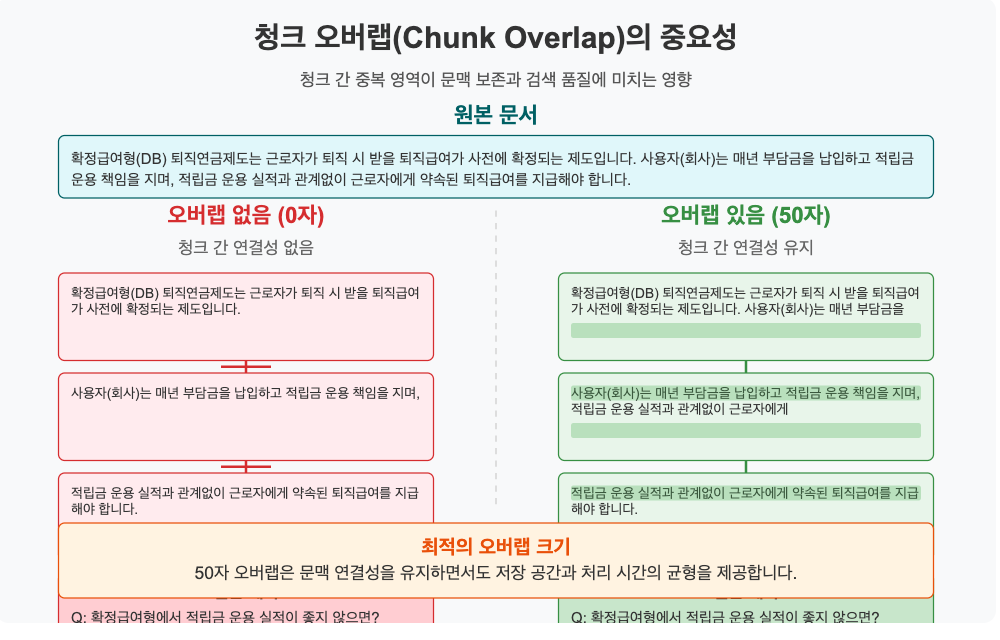 청크 오버랩(Chunk Overlap)의 중요성
청크 간 중복 영역이 문맥 보존과 검색 품질에 미치는 영향
원본 문서
확정급여형(DB) 퇴직연금제도는 근로자가 퇴직 시 받을 퇴직급여가 사전에 확정되는 제도입니다. 사용자(회사)는 매년 부담금을 납입하고 적립금
운용 책임을 지며, 적립금 운용 실적과 관계없이 근로자에게 약속된 퇴직급여를 지급해야 합니다.
오버랩 없음 (0자)
청크 간 연결성 없음
확정급여형(DB) 퇴직연금제도는 근로자가 퇴직 시 받을 퇴직급여
가 사전에 확정되는 제도입니다.
사용자(회사)는 매년 부담금을 납입하고 적립금 운용 책임을 지며,
적립금 운용 실적과 관계없이 근로자에게 약속된 퇴직급여를 지급
해야 합니다.
오버랩 있음 (50자)
청크 간 연결성 유지
확정급여형(DB) 퇴직연금제도는 근로자가 퇴직 시 받을 퇴직급여
가 사전에 확정되는 제도입니다. 사용자(회사)는 매년 부담금을
사용자(회사)는 매년 부담금을 납입하고 적립금 운용 책임을 지며,
적립금 운용 실적과 관계없이 근로자에게
적립금 운용 실적과 관계없이 근로자에게 약속된 퇴직급여를 지급
해야 합니다.
최적의 오버랩 크기
50자 오버랩은 문맥 연결성을 유지하면서도 저장 공간과 처리 시간의 균형을 제공합니다.
Q: 확정급여형에서 적립금 운용 실적이 좋지 않으면?
Q: 확정급여형에서 적립금 운용 실적이 좋지 않으면?